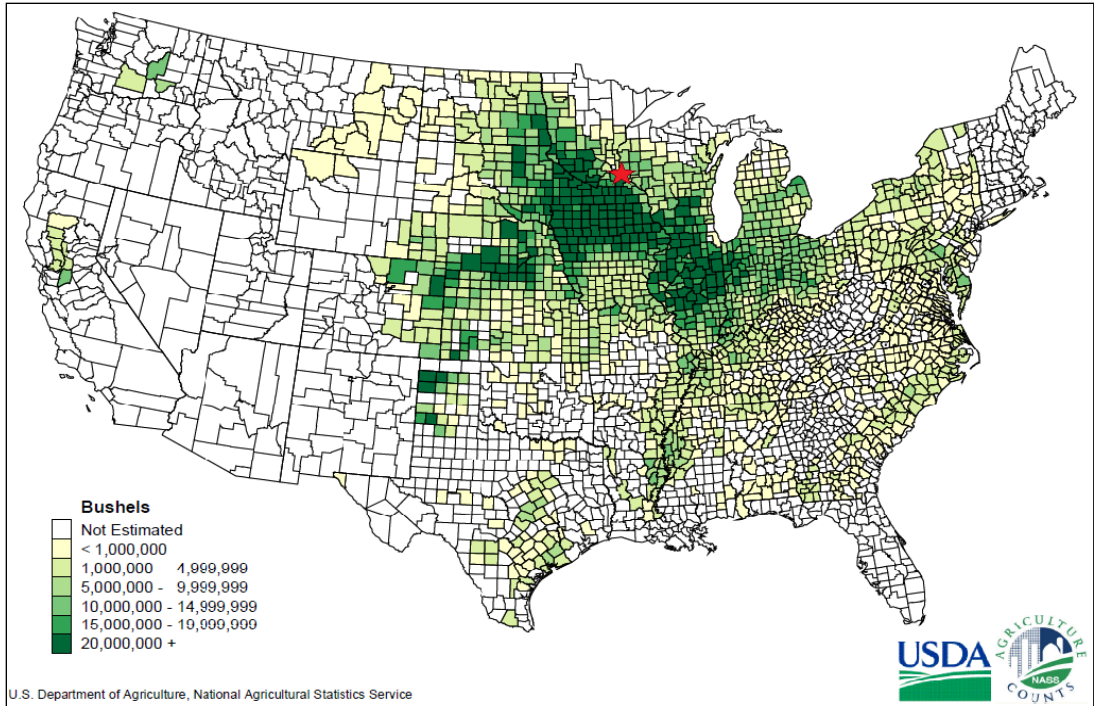 Bushels
Not Estimated
< 1,000,000
1,000,000 4,999,999
5,000,000 - 9,999,999
10,000,000 - 14,999,999
15,000,000 - 19,999,999
20,000,000 +
U.S. Department of Agriculture, National Agricultural Statistics Service
USDA
AGRICULTURE
NASS
COUNTS